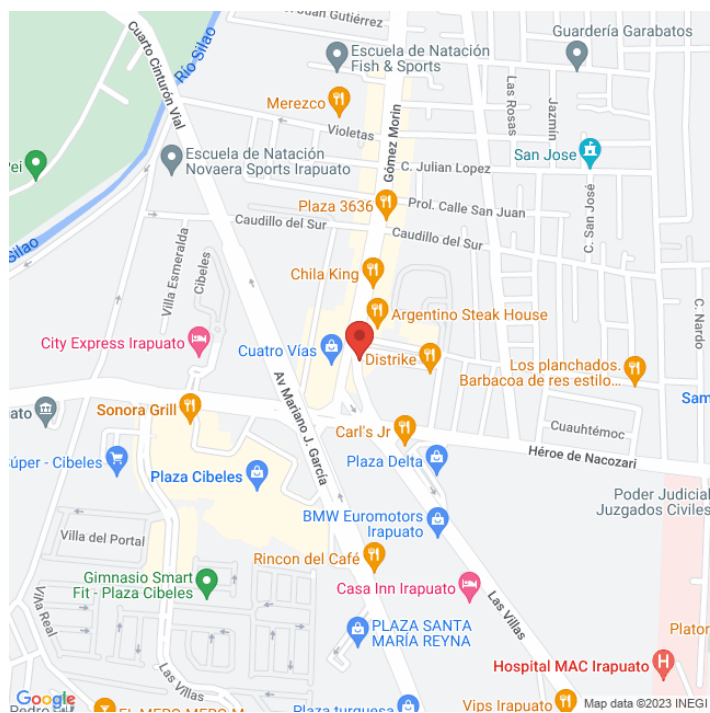 C. Juan Gutiérrez
Guardería Garabatos
Cuarto Cinturón Vial
Río Silao
Escuela de Natación
Fish & Sports
Merezco
Violetas
Las Rosas
Jazmín
San Jose
Gómez Morin
Escuela de Natación
Novaera Sports Irapuato
C. Julian Lopez
Plaza 3636
Prol. Calle San Juan
C. San José
Caudillo del Sur
Caudillo del Sur
Silao
Villa Esmeralda
Cibeles
Chila King
Argentino Steak House
C. Nardo
City Express Irapuato
Cuatro Vías
Distrike
Los planchados.
Barbacoa de res estilo...
Av Mariano J. García
Sonora Grill
Carl's Jr
Cuauhtémoc
Héroe de Nacozari
Plaza Cibeles
Plaza Delta
Poder Judicial
Juzgados Civiles
BMW Euromotors
Irapuato
Villa del Portal
Rincon del Café
Gimnasio Smart
Fit - Plaza Cibeles
Casa Inn Irapuato
Las Villas
Villa Real
PLAZA SANTA
MARÍA REYNA
Las Villas
Hospital MAC Irapuato
Google
Plaza turquesa
Vips Irapuato
Map data ©2023 INEGI